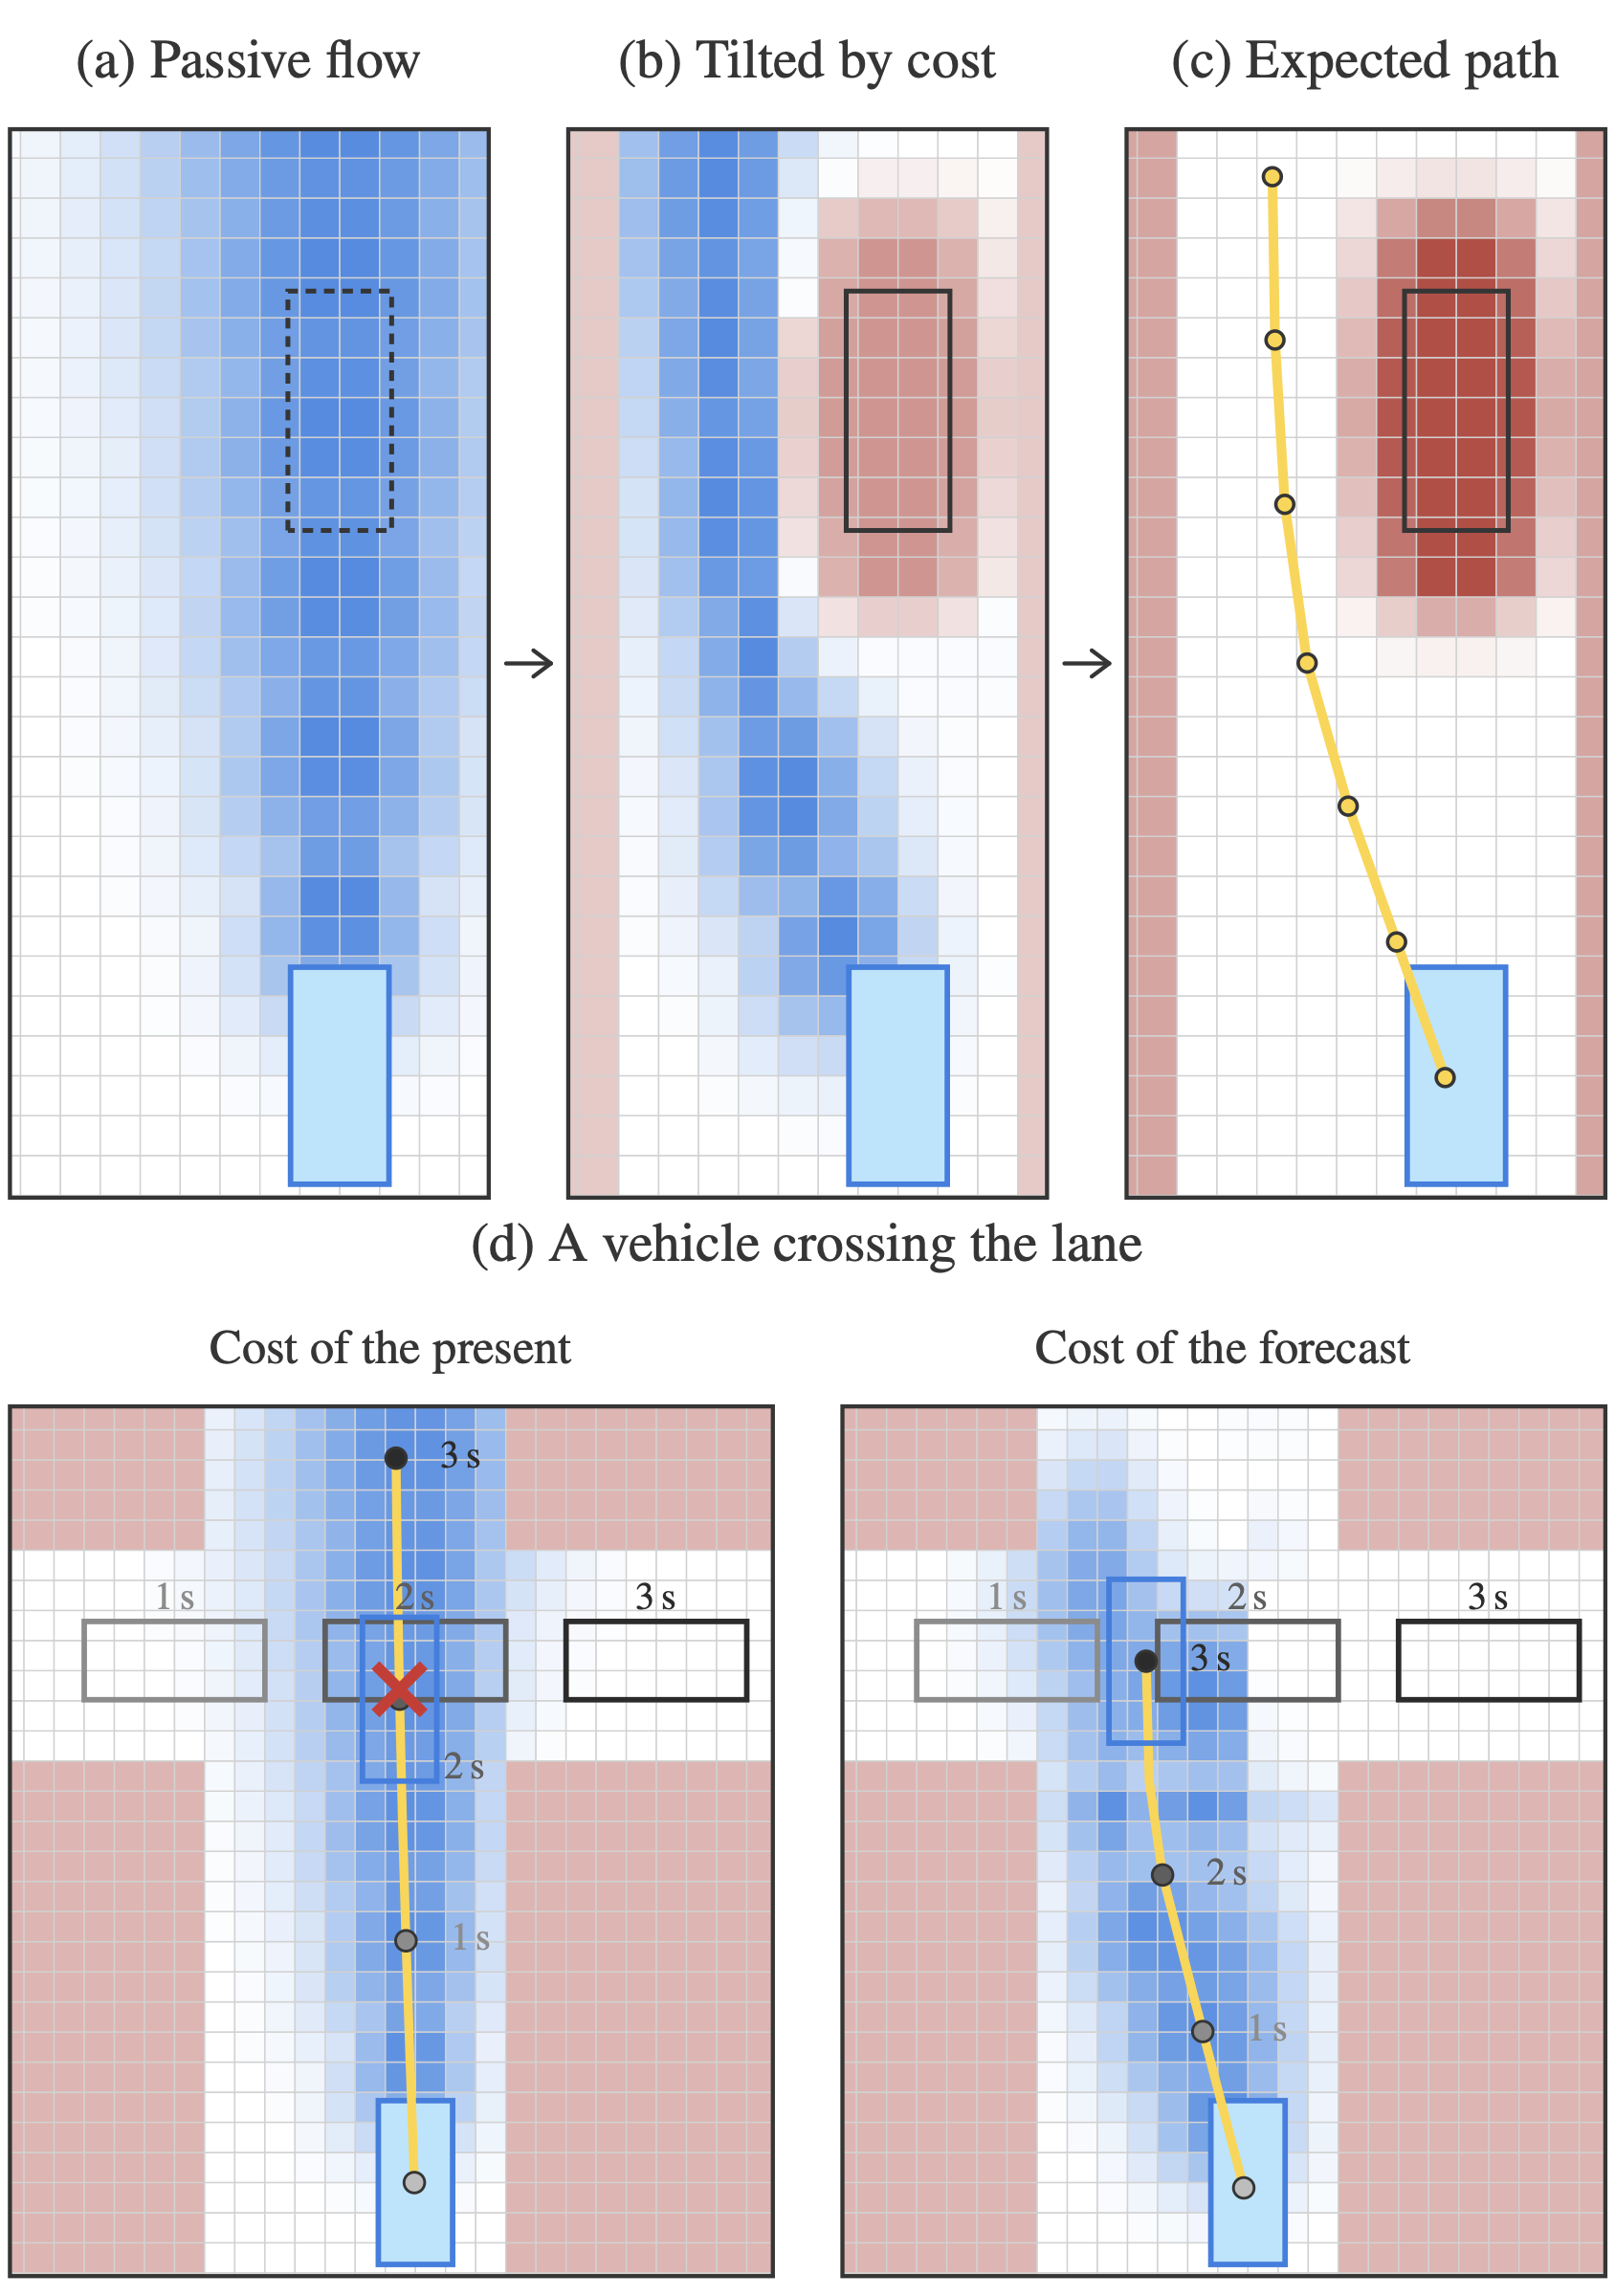 (a) Passive flow
(b) Tilted by cost
(c) Expected path
(d) A vehicle crossing the lane
Cost of the present
Cost of the forecast
3 s
1 s
2 s
3 s
2 s
1 s
1 s
2 s
3 s
3 s
2 s
1 s